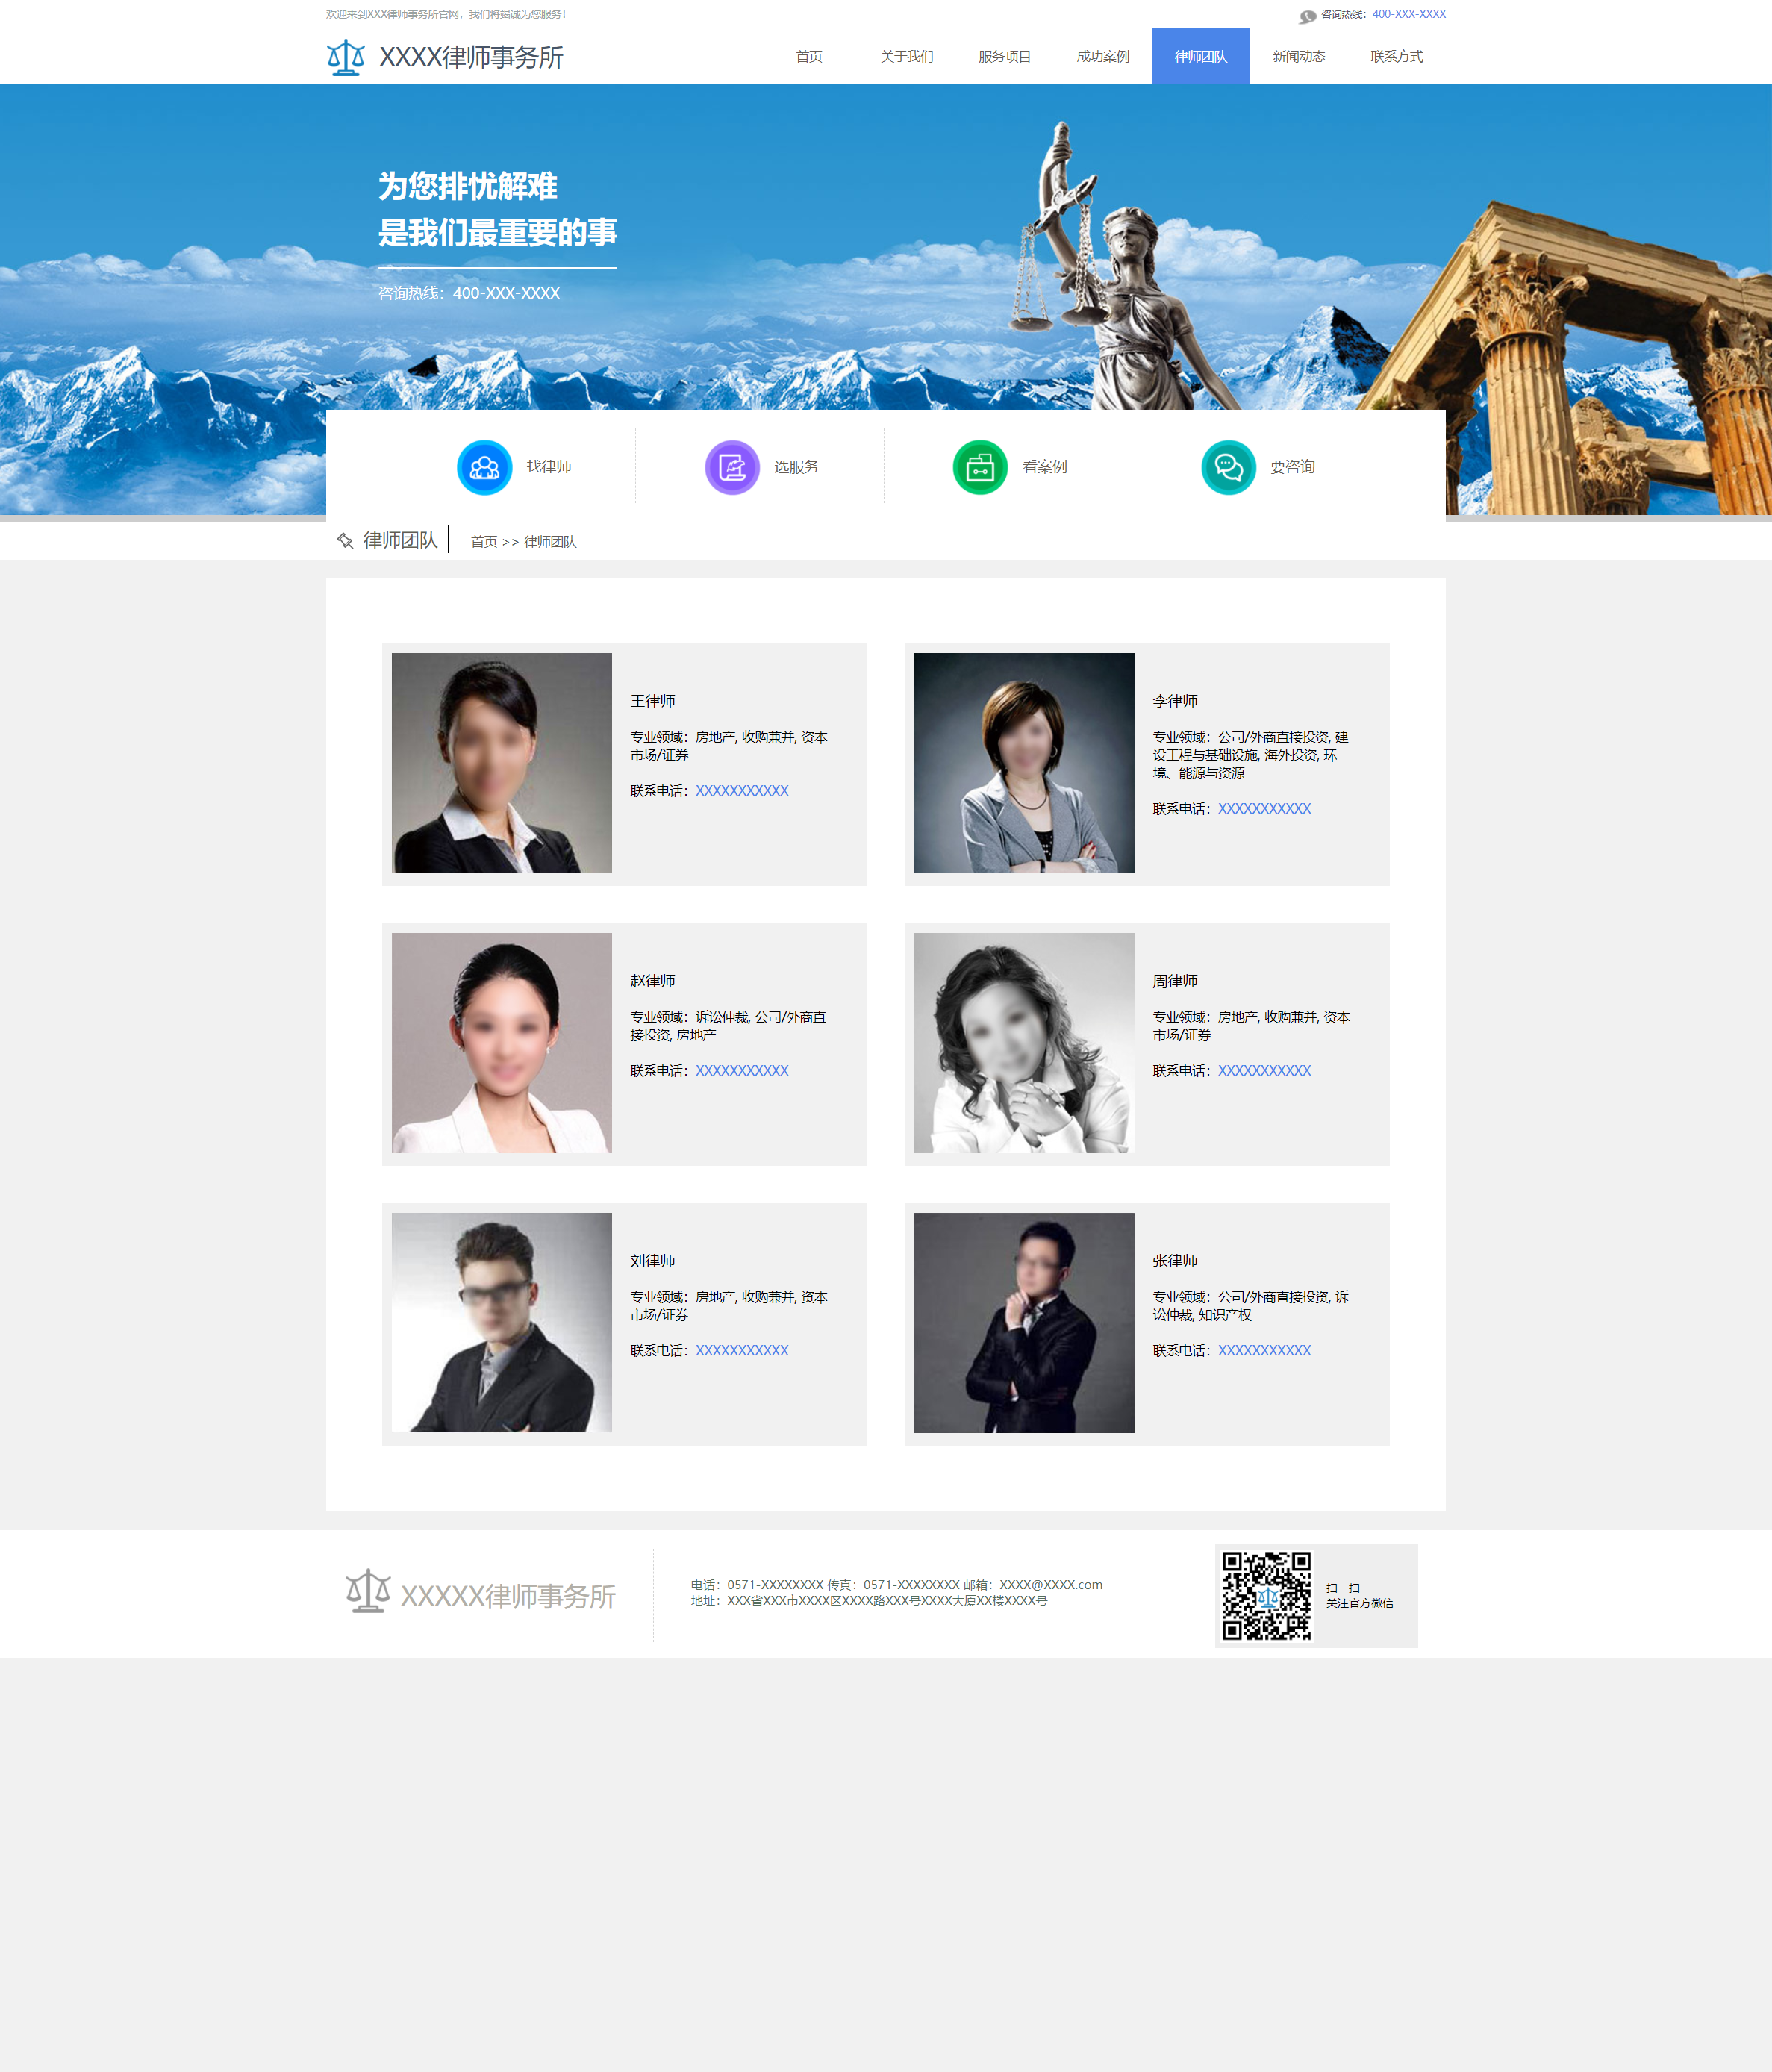 欢迎来到XXX律师事务所官网，我们将竭诚为您服务！
咨询热线：400-XXX-XXXX
XXXX律师事务所
首页 关于我们 服务项目 成功案例 律师团队 新闻动态 联系方式
为您排忧解难
是我们最重要的事
咨询热线：400-XXX-XXXX
找律师 选服务 看案例 要咨询
律师团队 首页 >> 律师团队
王律师
专业领域：房地产, 收购兼并, 资本
市场/证券
联系电话：XXXXXXXXXXX
李律师
专业领域：公司/外商直接投资, 建
设工程与基础设施, 海外投资, 环
境、能源与资源
联系电话：XXXXXXXXXXX
赵律师
专业领域：诉讼仲裁, 公司/外商直
接投资, 房地产
联系电话：XXXXXXXXXXX
周律师
专业领域：房地产, 收购兼并, 资本
市场/证券
联系电话：XXXXXXXXXXX
刘律师
专业领域：房地产, 收购兼并, 资本
市场/证券
联系电话：XXXXXXXXXXX
张律师
专业领域：公司/外商直接投资, 诉
讼仲裁, 知识产权
联系电话：XXXXXXXXXXX
XXXXX律师事务所
电话：0571-XXXXXXXX 传真：0571-XXXXXXXX 邮箱：XXXX@XXXX.com
地址：XXX省XXX市XXXX区XXXX路XXX号XXXX大厦XX楼XXXX号
扫一扫
关注官方微信